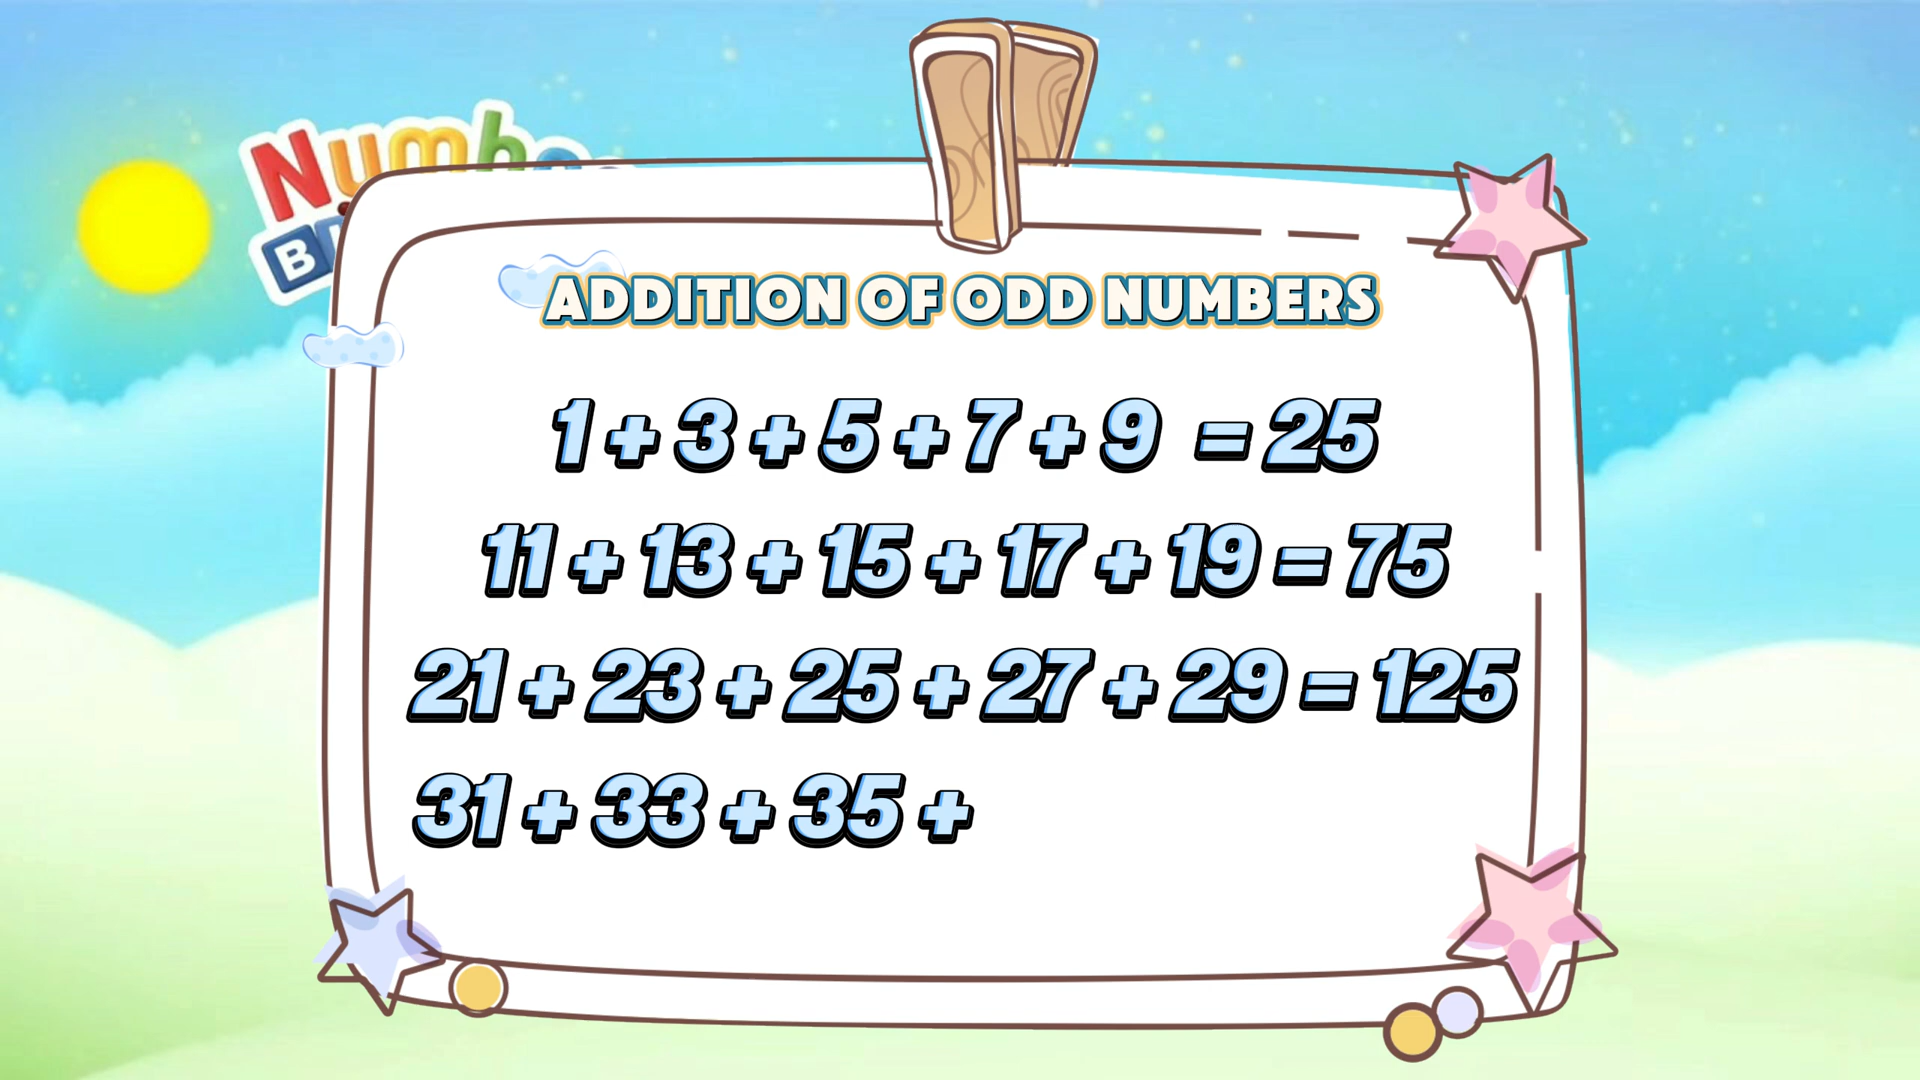 ADDITION OF ODD NUMBERS
1 + 3 + 5 + 7 + 9 = 25
11 + 13 + 15 + 17 + 19 = 75
21 + 23 + 25 + 27 + 29 = 125
31 + 33 + 35 +